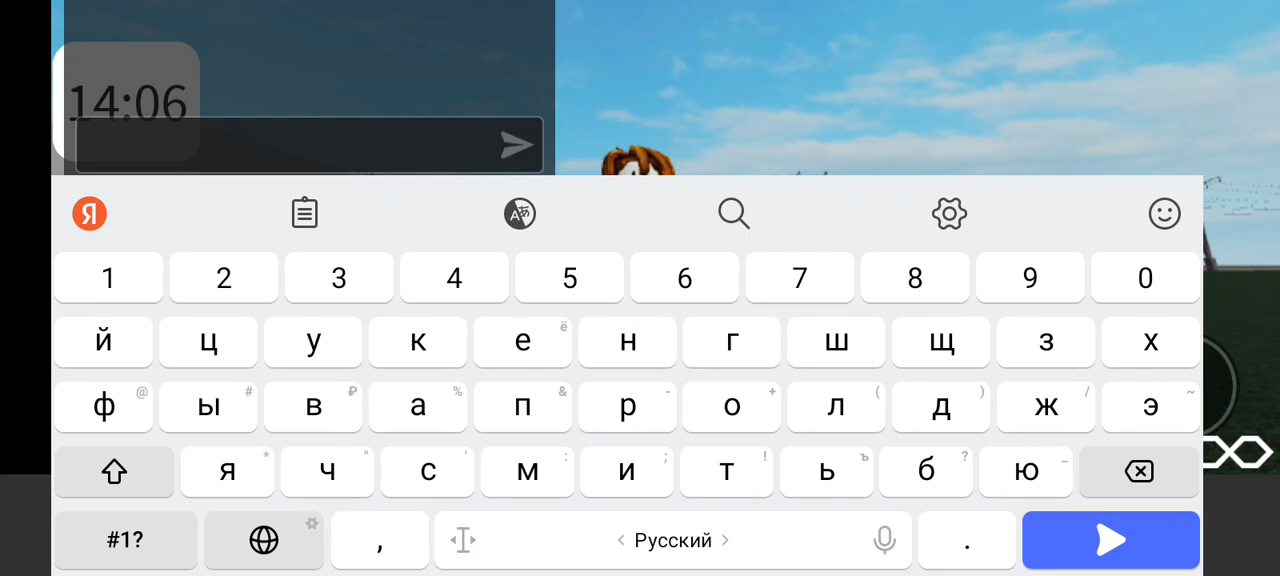 14:06
Я
1 2 3 4 5 6 7 8 9 0
й ц у к е ё н г ш щ з х
ф @ ы # в ₽ а % п & р - о + л ( д ) ж / э ~
я * ч " с ' м : и ; т ! ь ъ б ? ю _
#1? , < Русский > .